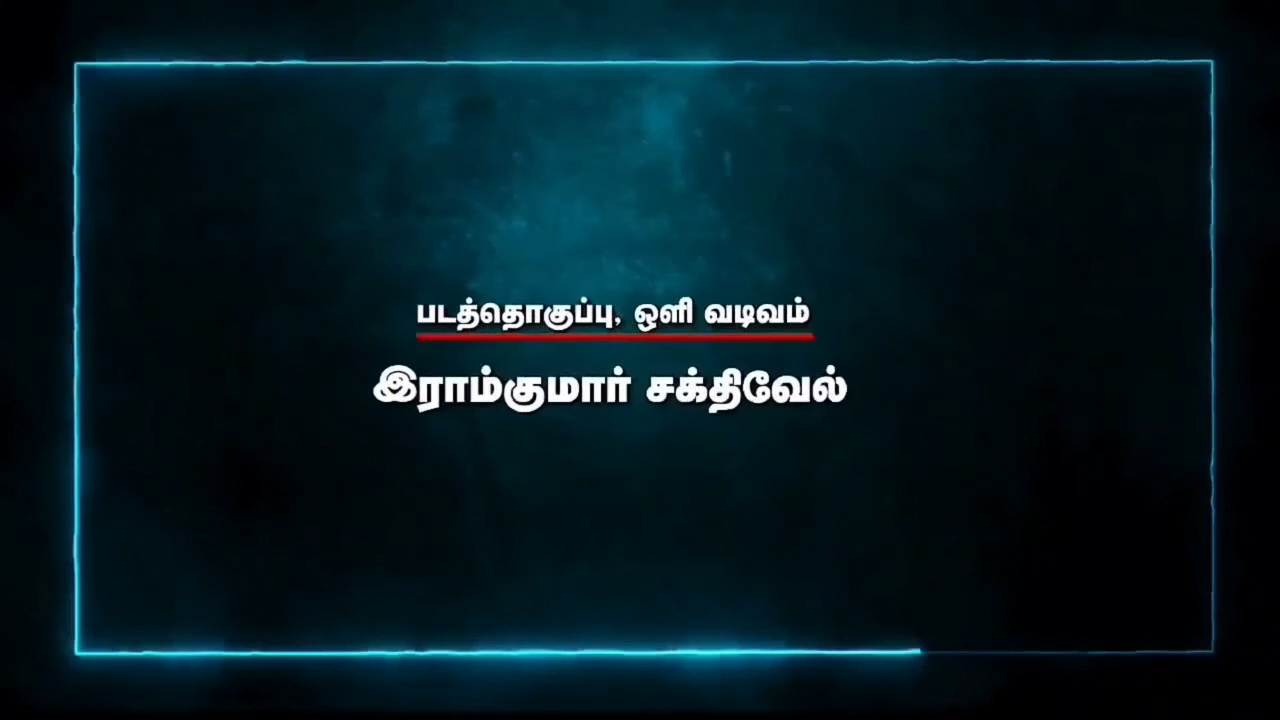 படத்தொகுப்பு, ஒளி வடிவம்
இராம்குமார் சக்திவேல்